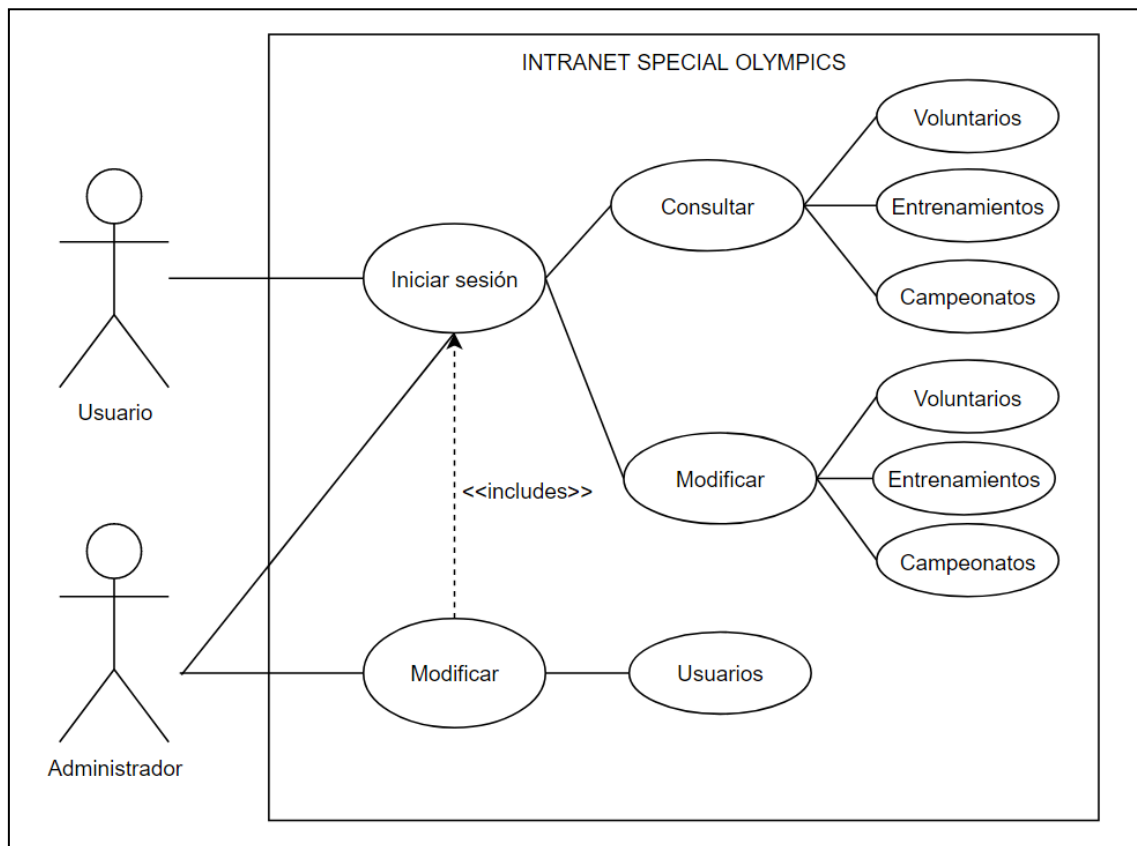 INTRANET SPECIAL OLYMPICS
Voluntarios
Consultar
Entrenamientos
Iniciar sesión
Campeonatos
Usuario
Voluntarios
Modificar
Entrenamientos
<<includes>>
Campeonatos
Modificar
Usuarios
Administrador